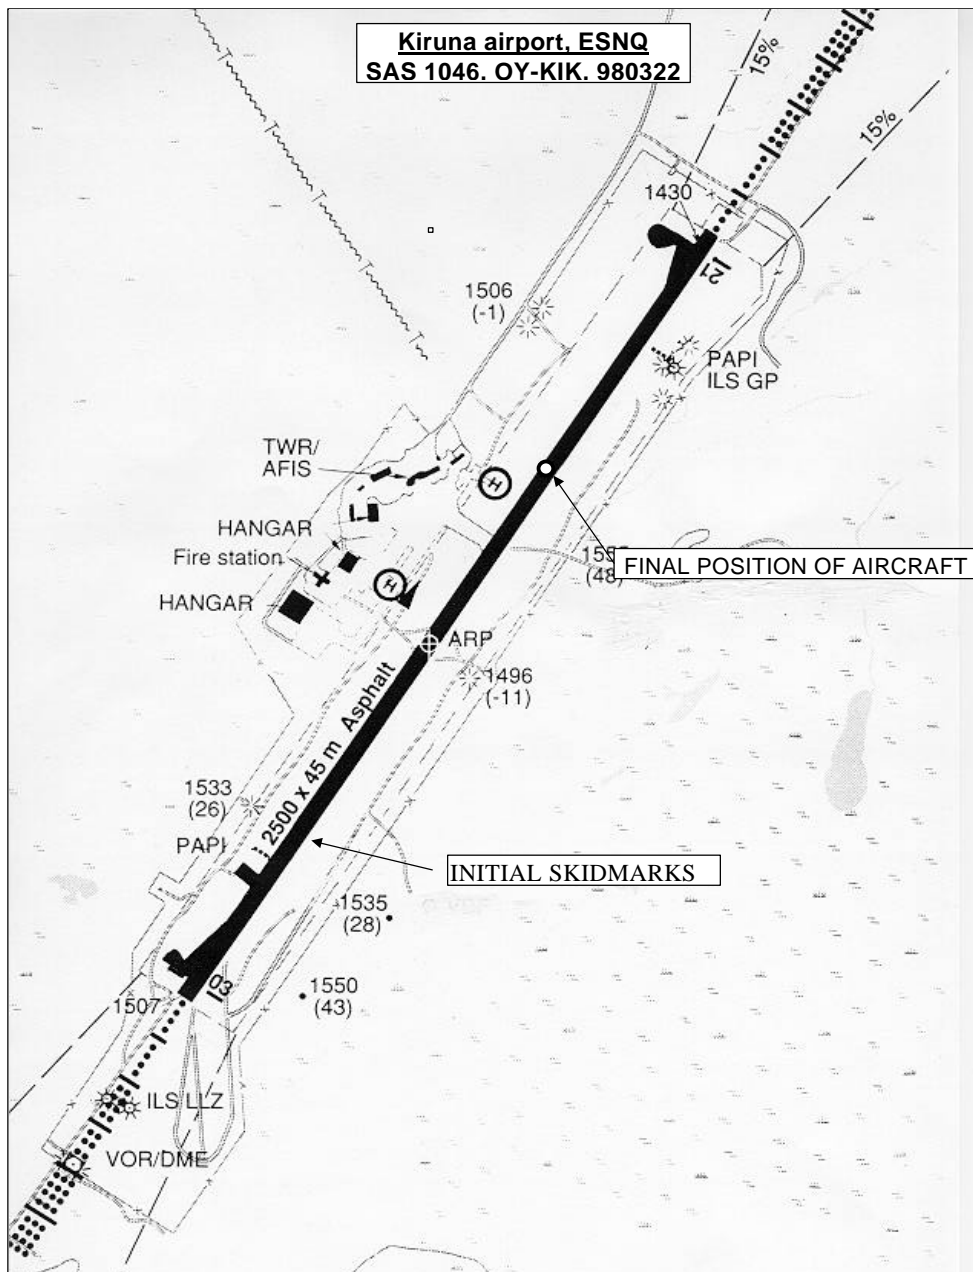 Kiruna airport, ESNQ
SAS 1046. OY-KIK. 980322
15%
15%
1430
21
1506
(-1)
PAPI
ILS GP
TWR/
AFIS
H
HANGAR
Fire station
FINAL POSITION OF AIRCRAFT
(48)
H
HANGAR
ARP
1496
(-11)
2500 x 45 m Asphalt
1533
(26)
PAPI
INITIAL SKIDMARKS
1535
(28)
03
1550
(43)
1507
ILS LLZ
VOR/DME